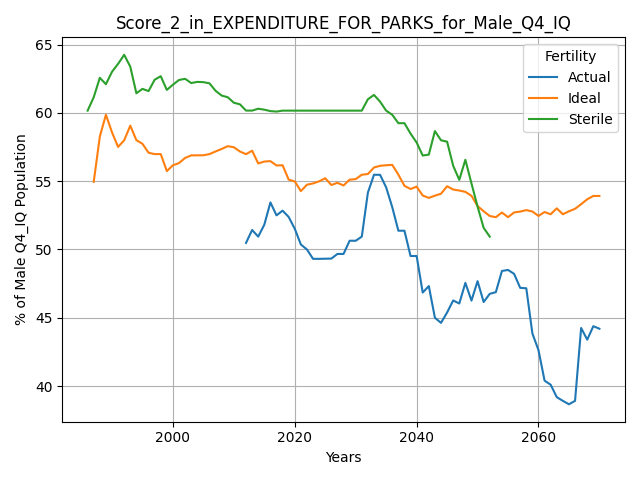 Score_2_in_EXPENDITURE_FOR_PARKS_for_Male_Q4_IQ
% of Male Q4_IQ Population
65
60
55
50
45
40
Fertility
Actual
Ideal
Sterile
2000
2020
2040
2060
Years